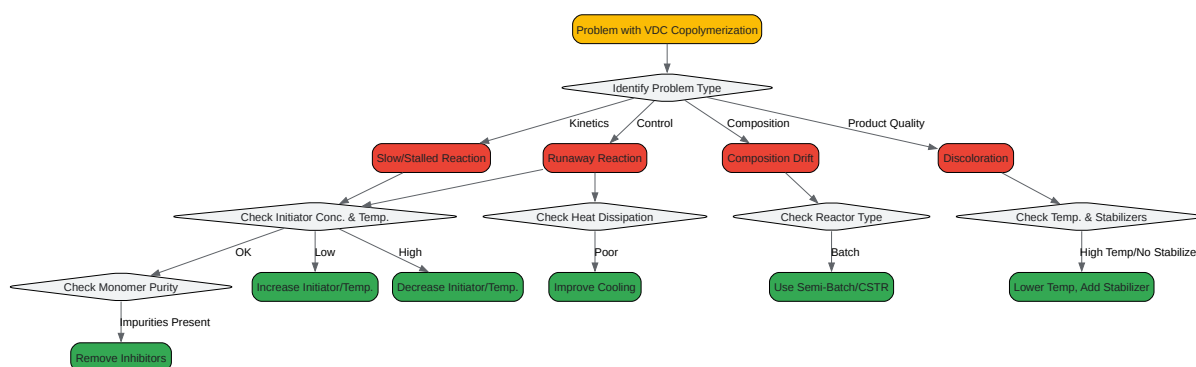 Problem with VDC Copolymerization
Identify Problem Type
Kinetics
Control
Composition
Product Quality
Slow/Stalled Reaction
Runaway Reaction
Composition Drift
Discoloration
Check Initiator Conc. & Temp.
Check Heat Dissipation
Check Reactor Type
Check Temp. & Stabilizers
OK
Low
High
Poor
Batch
High Temp/No Stabilize
Check Monomer Purity
Increase Initiator/Temp.
Decrease Initiator/Temp.
Improve Cooling
Use Semi-Batch/CSTR
Lower Temp, Add Stabilizer
Impurities Present
Remove Inhibitors